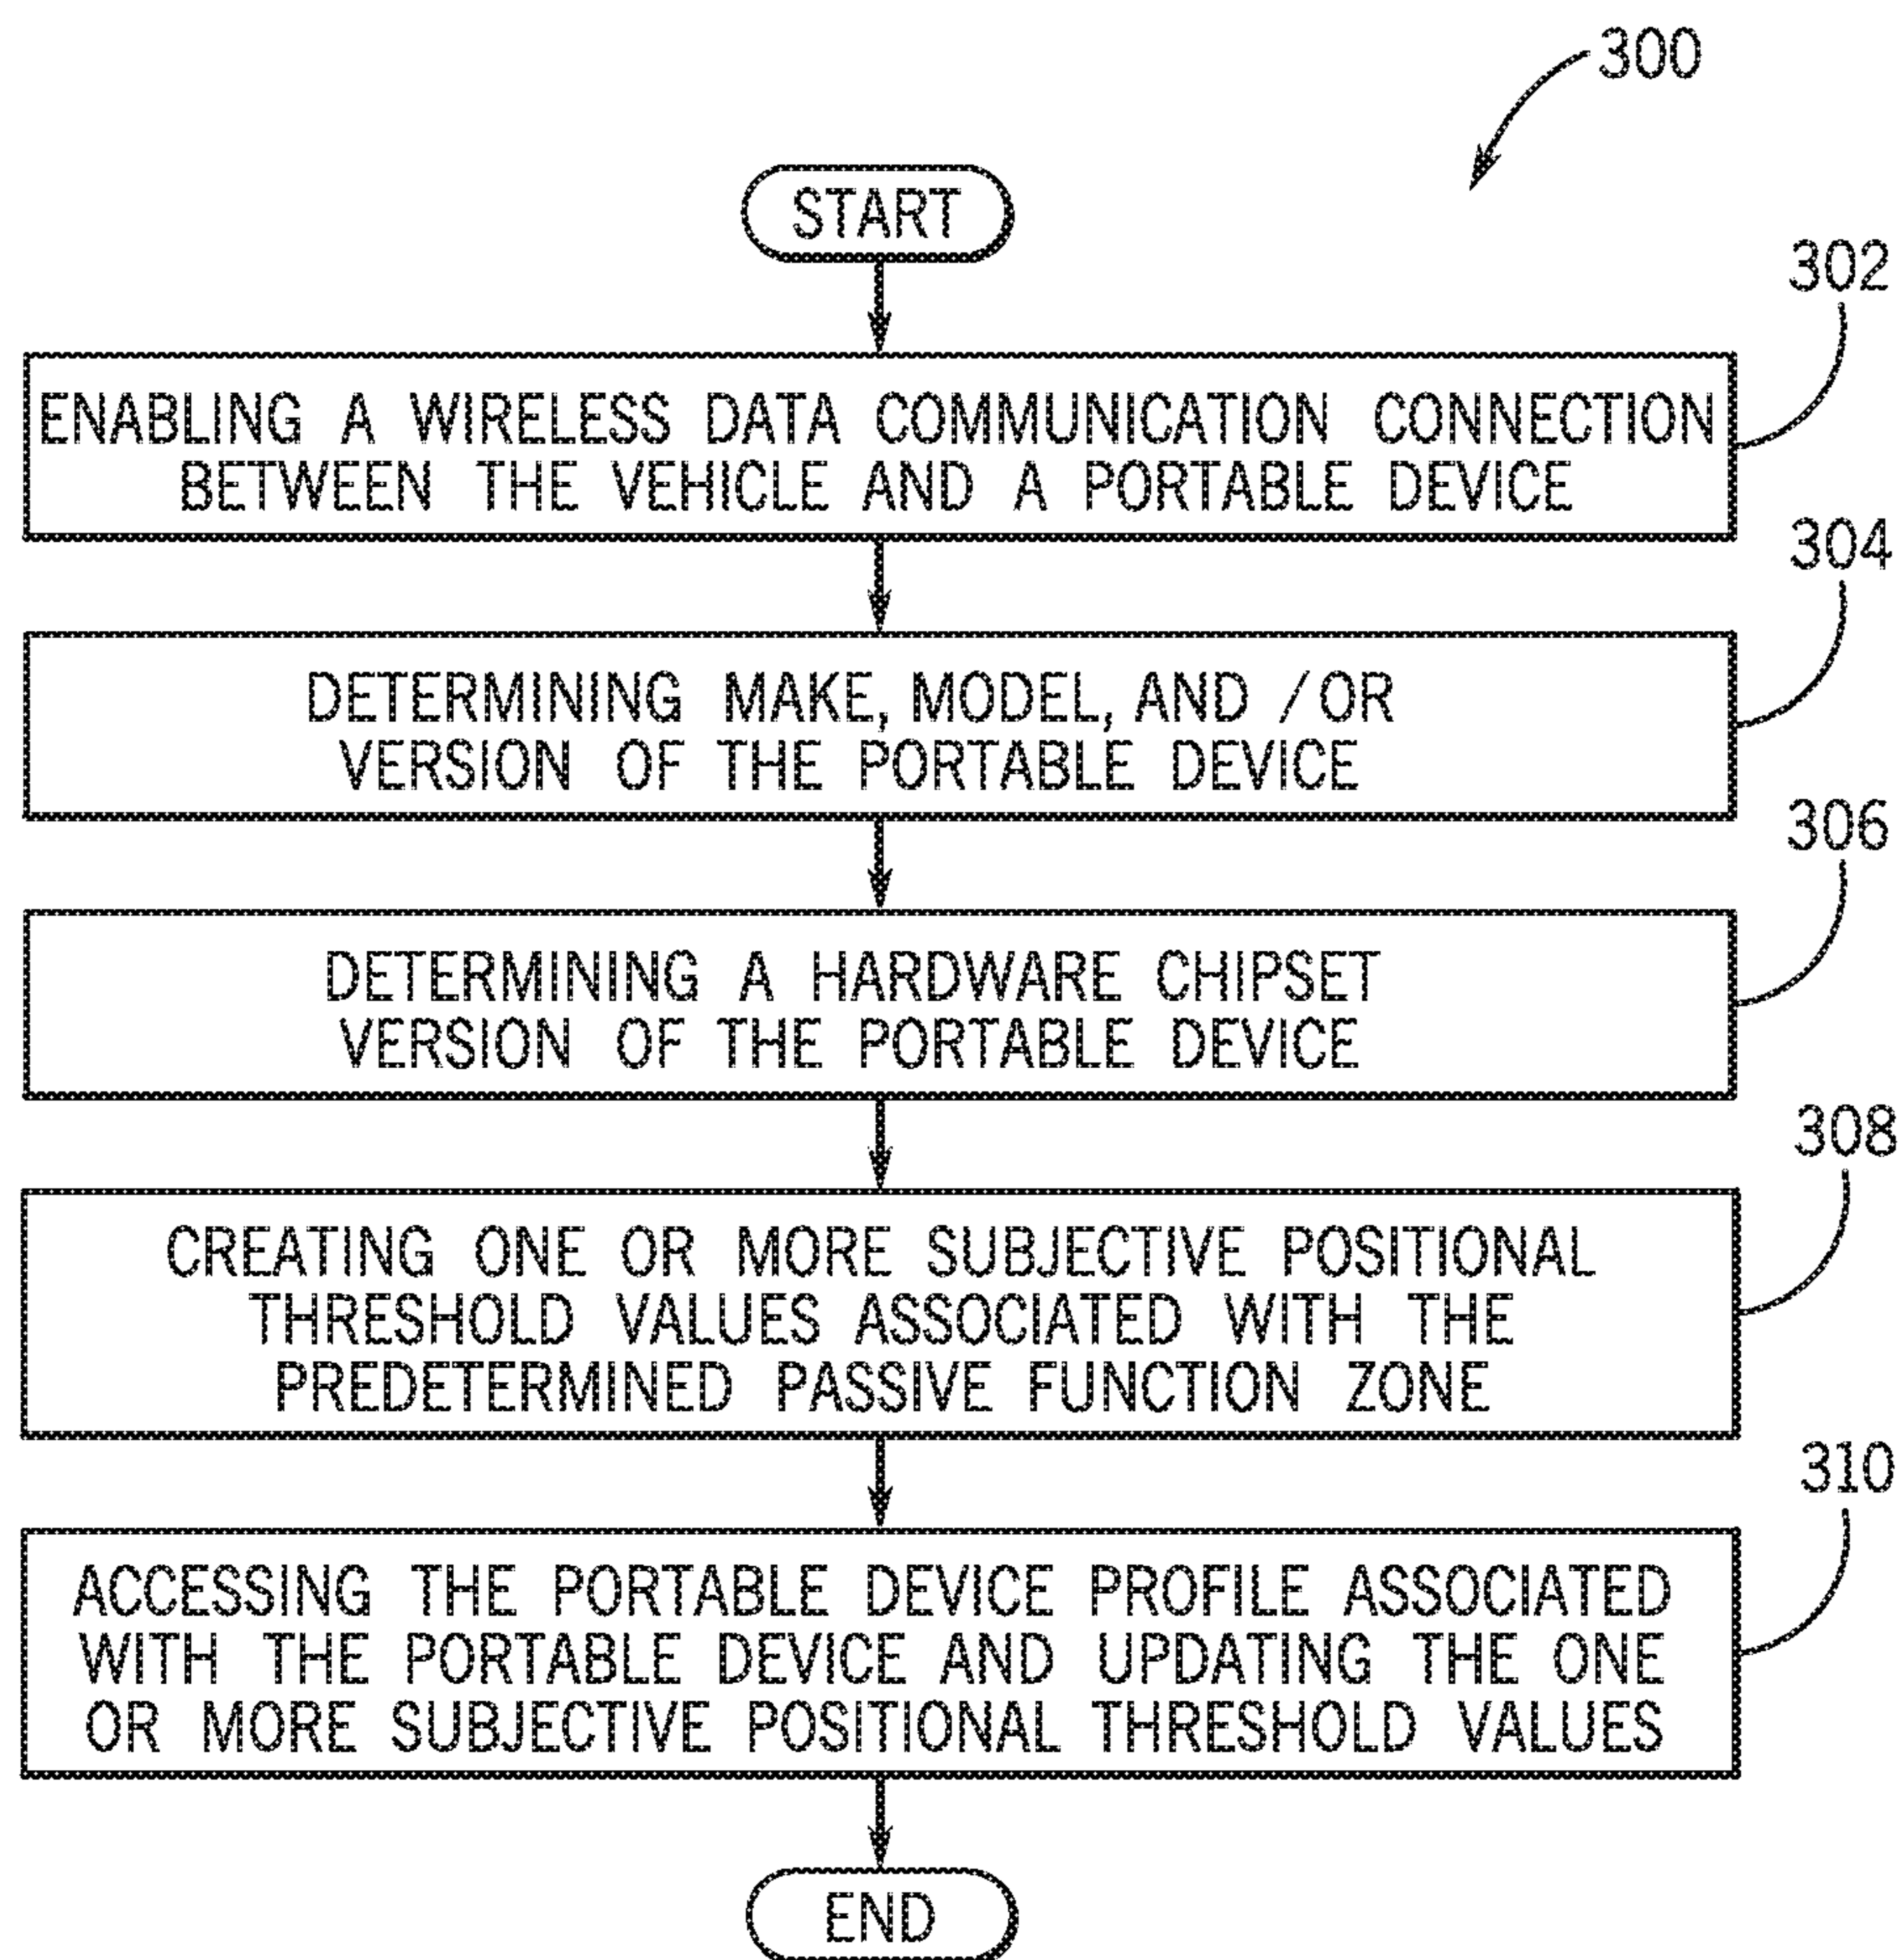 300
START
302
ENABLING A WIRELESS DATA COMMUNICATION CONNECTION
BETWEEN THE VEHICLE AND A PORTABLE DEVICE
304
DETERMINING MAKE, MODEL, AND /OR
VERSION OF THE PORTABLE DEVICE
306
DETERMINING A HARDWARE CHIPSET
VERSION OF THE PORTABLE DEVICE
308
CREATING ONE OR MORE SUBJECTIVE POSITIONAL
THRESHOLD VALUES ASSOCIATED WITH THE
PREDETERMINED PASSIVE FUNCTION ZONE
310
ACCESSING THE PORTABLE DEVICE PROFILE ASSOCIATED
WITH THE PORTABLE DEVICE AND UPDATING THE ONE
OR MORE SUBJECTIVE POSITIONAL THRESHOLD VALUES
END